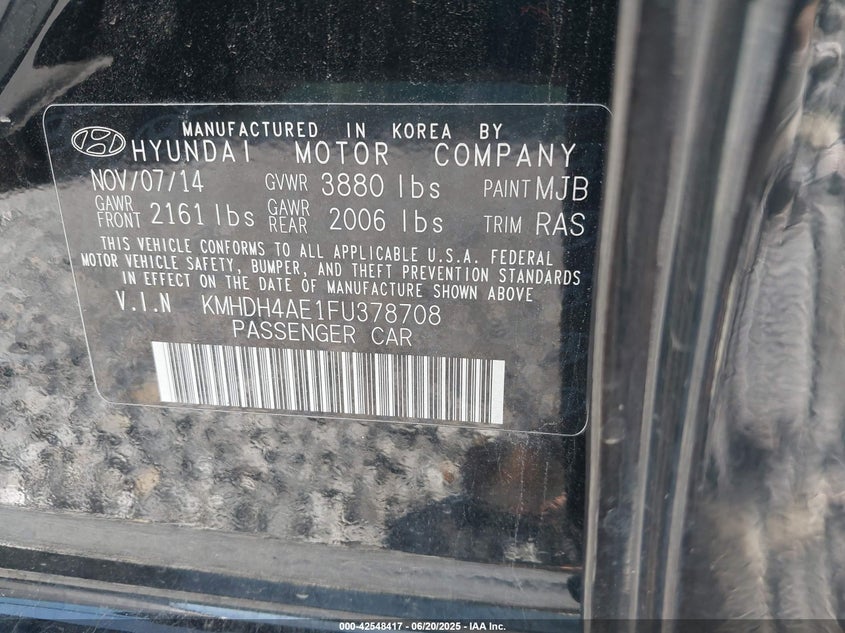 MANUFACTURED IN KOREA BY
HYUNDAI MOTOR COMPANY
NOV/07/14 GVWR 3880 lbs PAINT MJB
GAWR FRONT 2161 lbs GAWR REAR 2006 lbs TRIM RAS
THIS VEHICLE CONFORMS TO ALL APPLICABLE U.S.A. FEDERAL
MOTOR VEHICLE SAFETY, BUMPER, AND THEFT PREVENTION STANDARDS
IN EFFECT ON THE DATE OF MANUFACTURE SHOWN ABOVE
V.I.N KMHDH4AE1FU378708
PASSENGER CAR
000-42548417 - 06/20/2025 - IAA Inc.